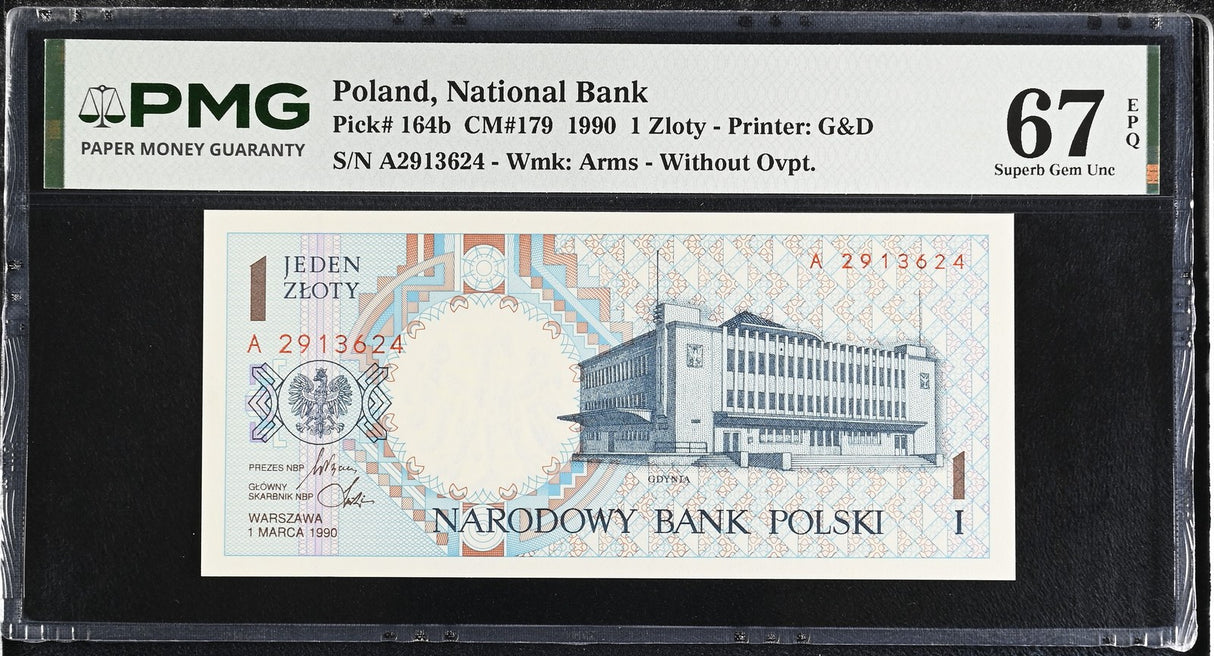 PMG
PAPER MONEY GUARANTY
Poland, National Bank
Pick# 164b CM#179 1990 1 Zloty - Printer: G&D
S/N A2913624 - Wmk: Arms - Without Ovpt.
67
EPQ
Superb Gem Unc
1 JEDEN
ZŁOTY
A 2913624
A 2913624
PREZES NBP
GŁÓWNY
SKARBNIK NBP
WARSZAWA
1 MARCA 1990
GDYNIA
NARODOWY BANK POLSKI
1
I